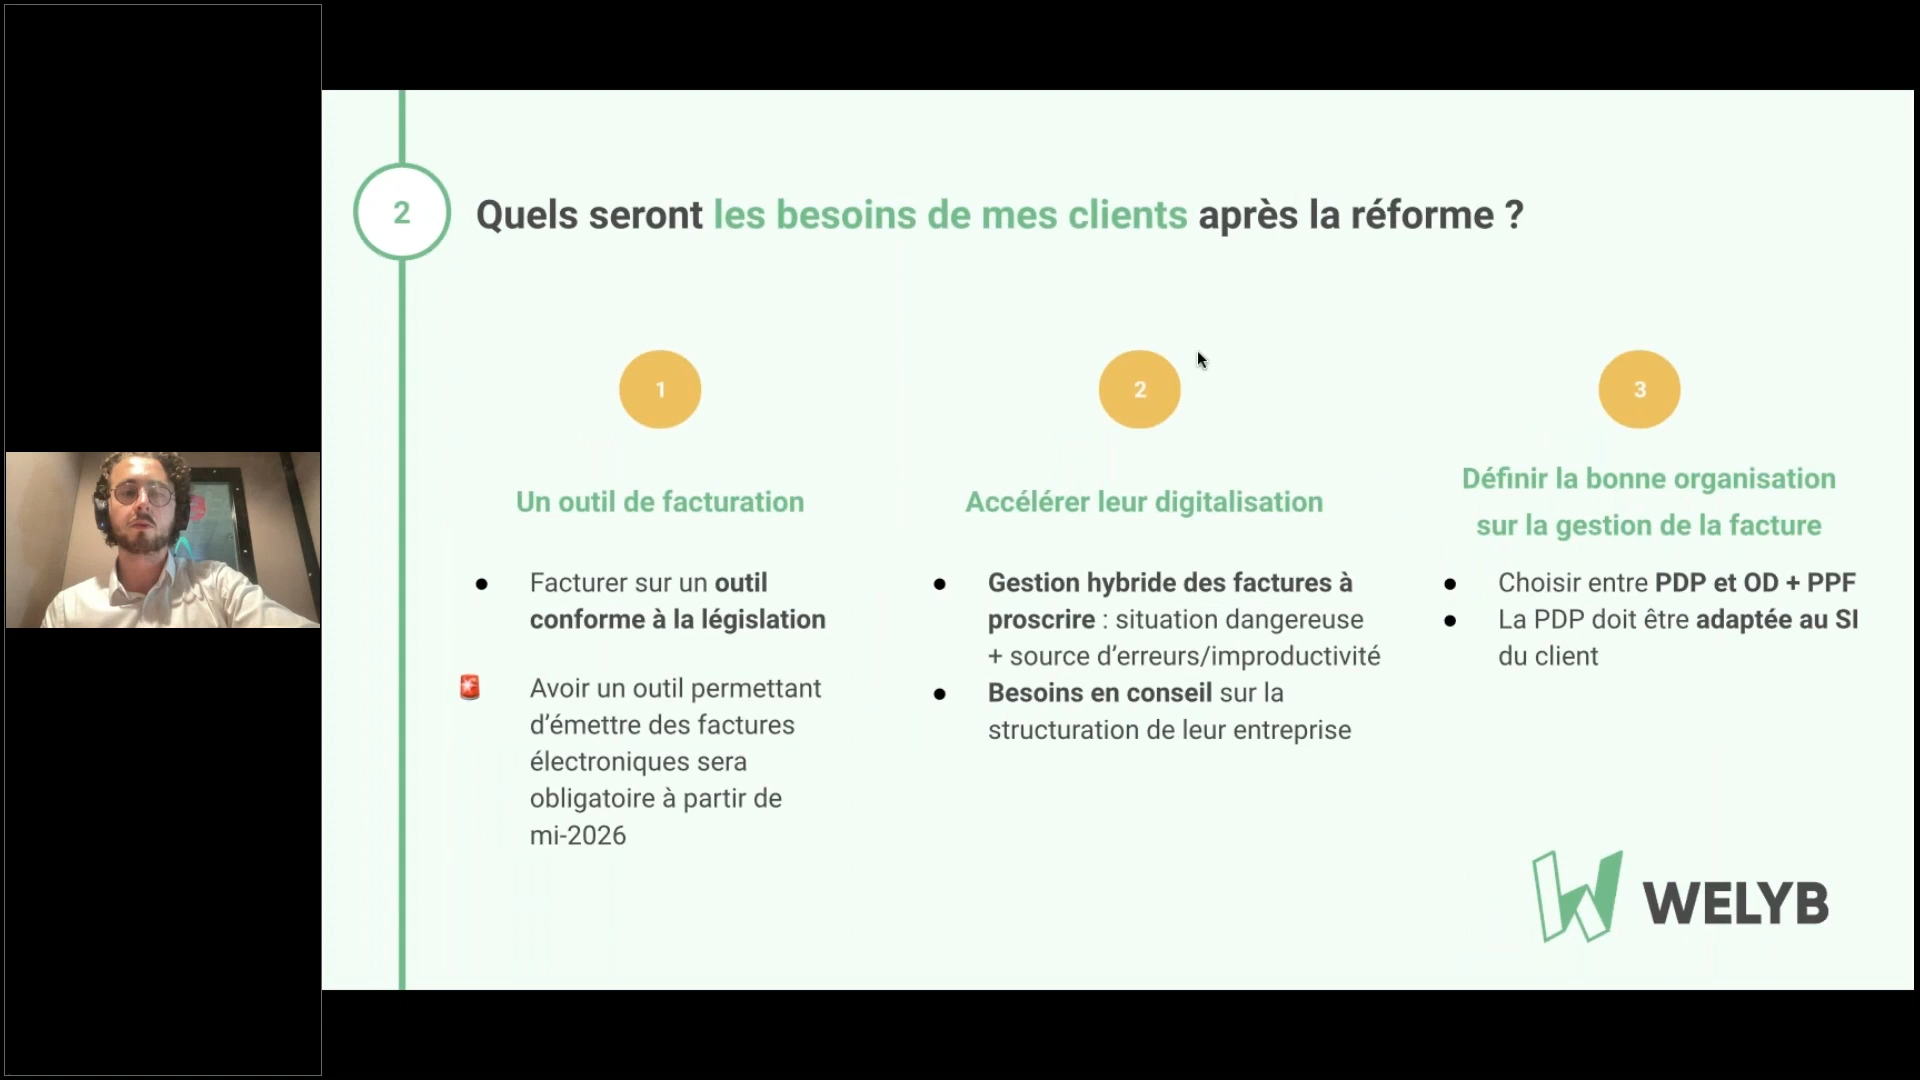 2
Quels seront les besoins de mes clients après la réforme ?
1
Un outil de facturation
● Facturer sur un outil
conforme à la législation
🚨 Avoir un outil permettant
d’émettre des factures
électroniques sera
obligatoire à partir de
mi-2026
2
Accélérer leur digitalisation
● Gestion hybride des factures à
proscrire : situation dangereuse
+ source d’erreurs/improductivité
● Besoins en conseil sur la
structuration de leur entreprise
3
Définir la bonne organisation
sur la gestion de la facture
● Choisir entre PDP et OD + PPF
● La PDP doit être adaptée au SI
du client
WELYB